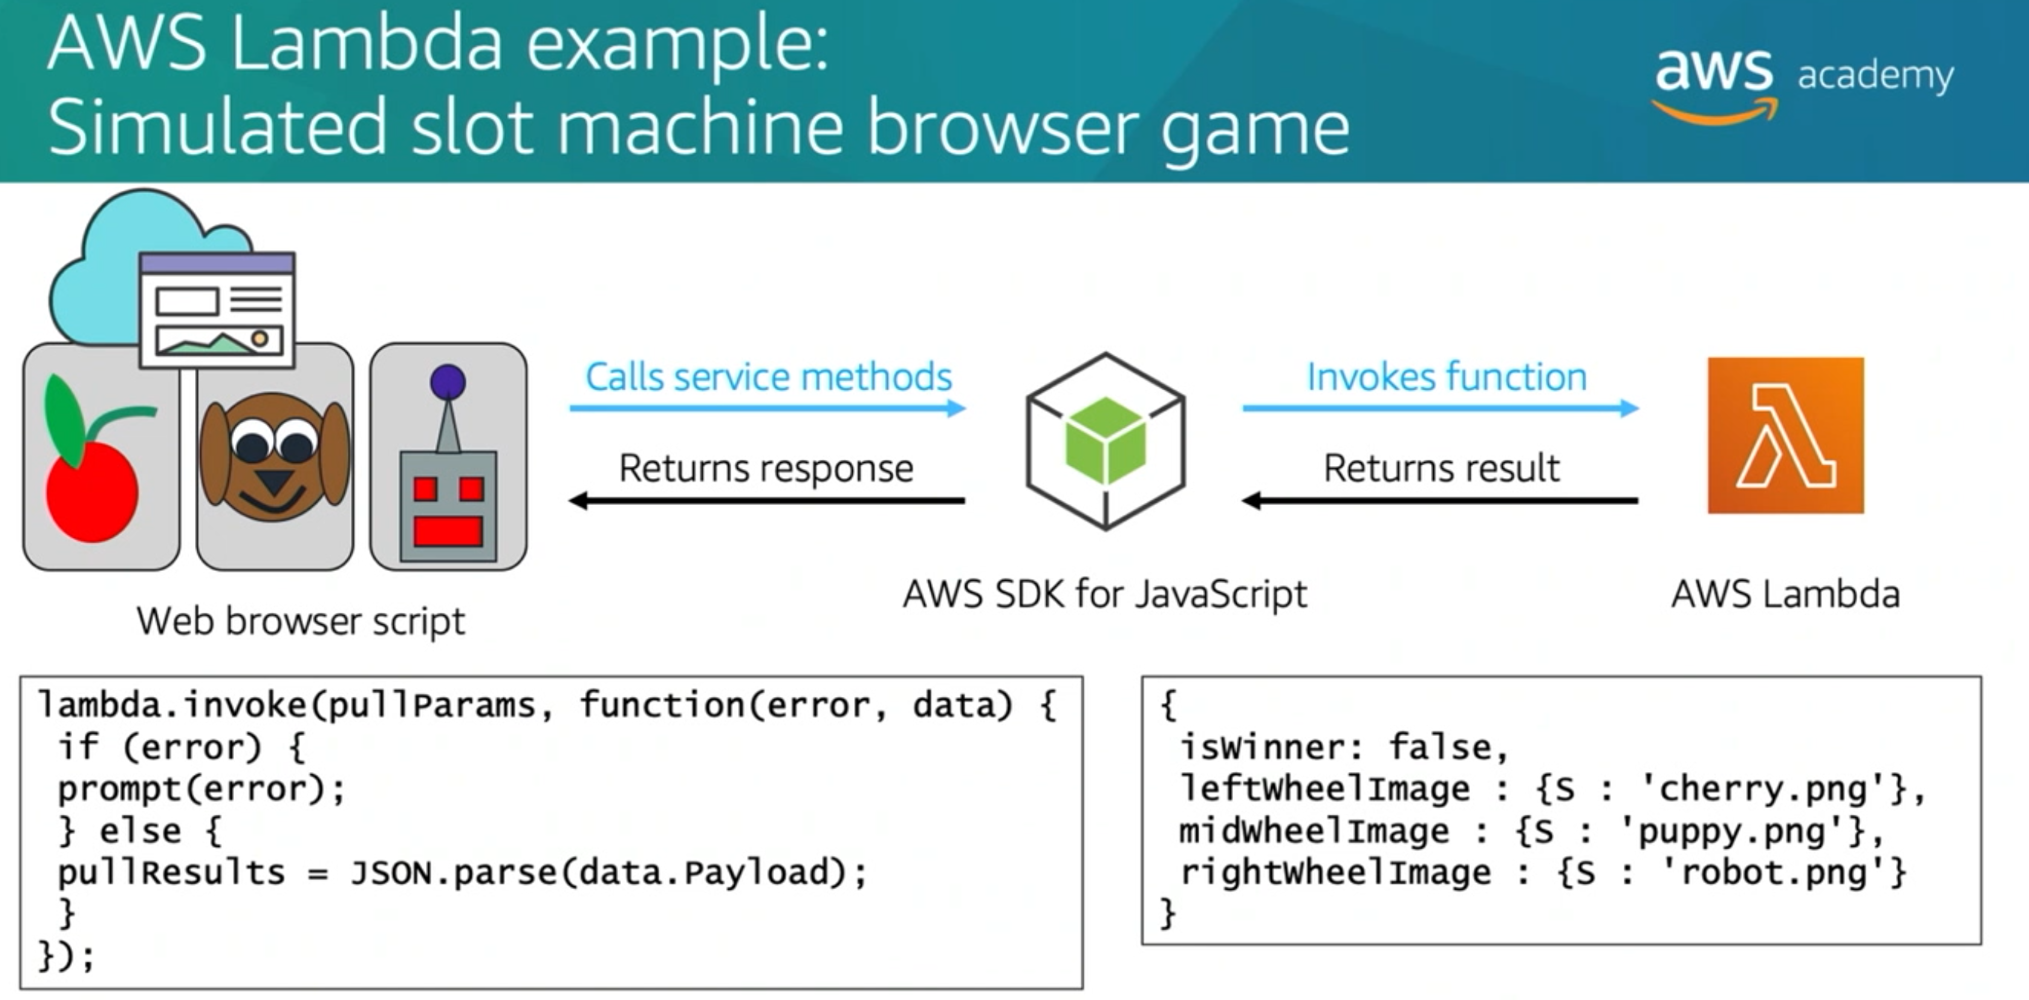 AWS Lambda example:
Simulated slot machine browser game
aws academy
Calls service methods
Invokes function
Returns response
Returns result
AWS SDK for JavaScript
AWS Lambda
Web browser script
lambda.invoke(pullParams, function(error, data) {
if (error) {
prompt(error);
} else {
pullResults = JSON.parse(data.Payload);
}
});
{
isWinner: false,
leftWheelImage : {S : 'cherry.png'},
midWheelImage : {S : 'puppy.png'},
rightWheelImage : {S : 'robot.png'}
}